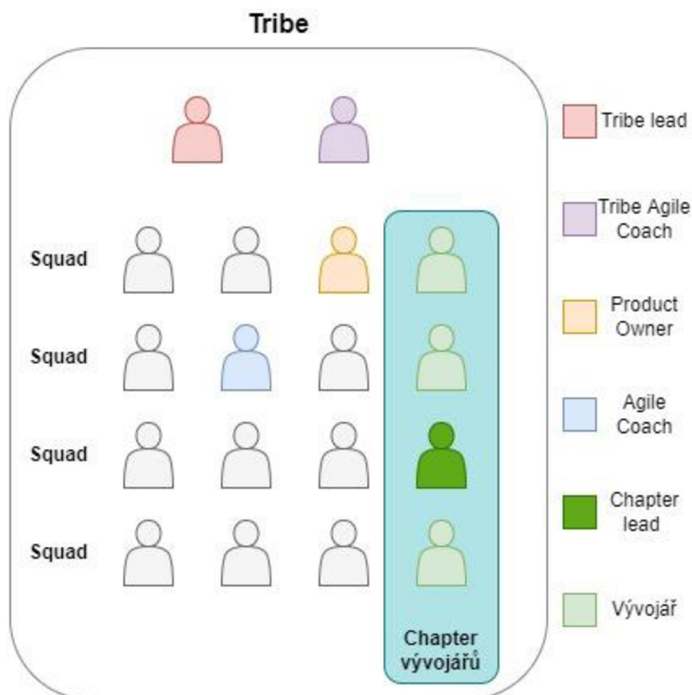 Tribe
Tribe lead
Tribe Agile
Coach
Squad
Product
Owner
Squad
Agile
Coach
Squad
Chapter
lead
Squad
Vývojář
Chapter
vývojářů